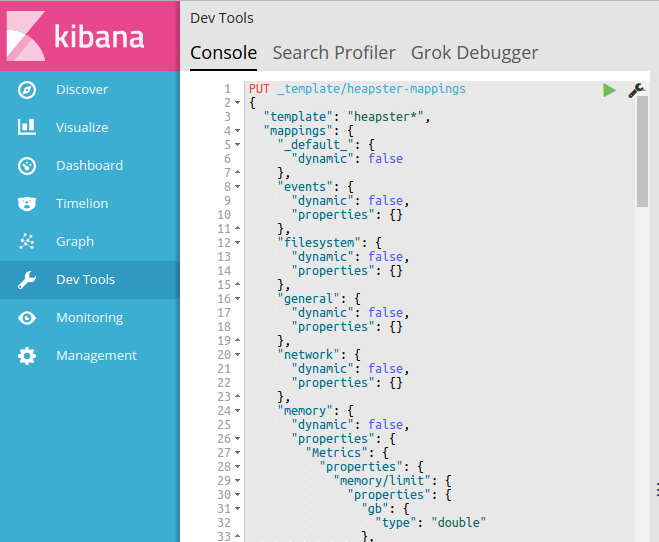 kibana
Discover
Visualize
Dashboard
Timelion
Graph
Dev Tools
Monitoring
Management
Dev Tools
Console Search Profiler Grok Debugger
1 PUT _template/heapster-mappings
2 {
3   "template": "heapster*",
4   "mappings": {
5     "_default_": {
6       "dynamic": false
7     },
8     "events": {
9       "dynamic": false,
10       "properties": {}
11     },
12     "filesystem": {
13       "dynamic": false,
14       "properties": {}
15     },
16     "general": {
17       "dynamic": false,
18       "properties": {}
19     },
20     "network": {
21       "dynamic": false,
22       "properties": {}
23     },
24     "memory": {
25       "dynamic": false,
26       "properties": {
27         "Metrics": {
28           "properties": {
29             "memory/limit": {
30               "properties": {
31                 "gb": {
32                   "type": "double"
33                 },